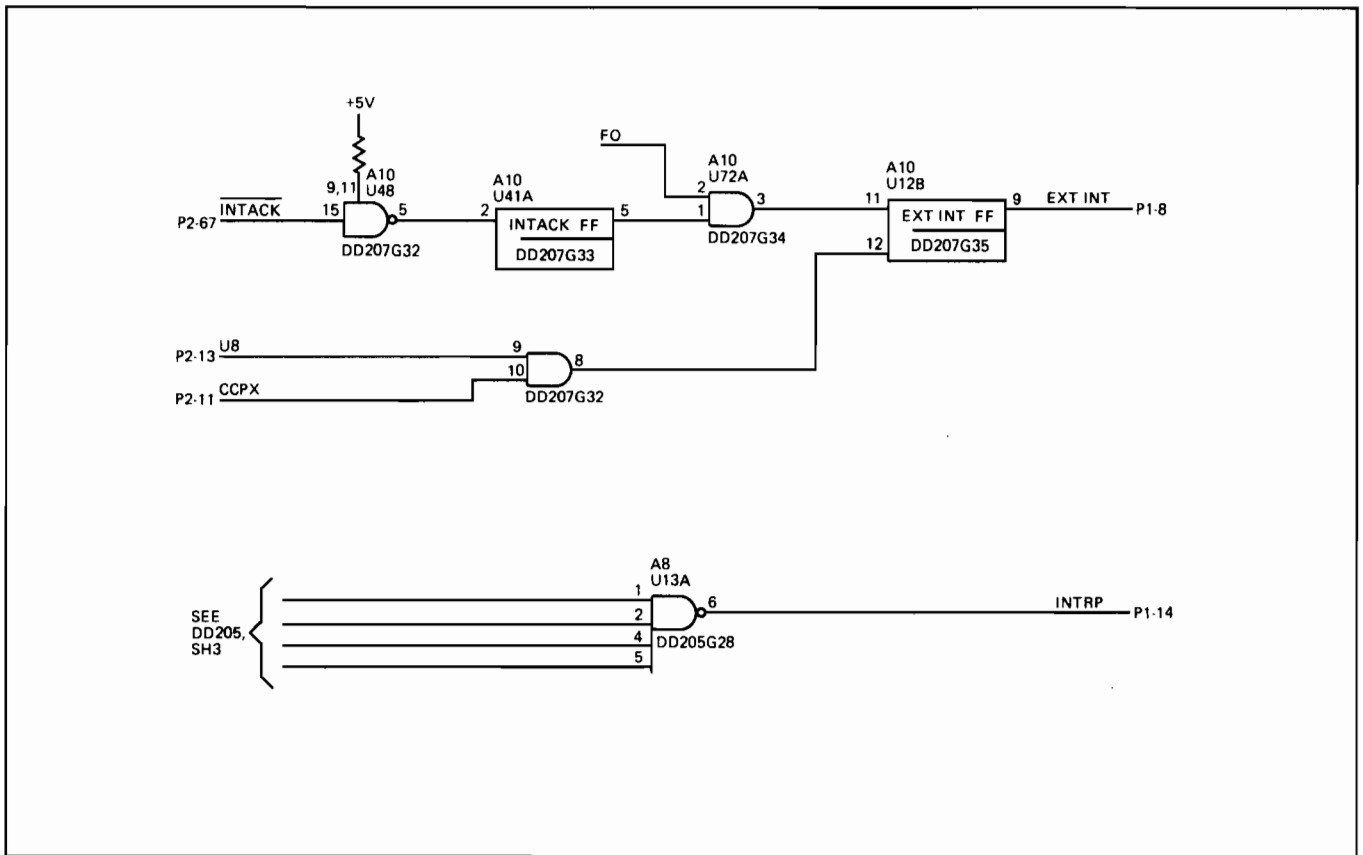 +5V
A10
U48
9,11
P2-67
INTACK
15
5
DD207G32
A10
U41A
2
INTACK FF
5
DD207G33
FO
A10
U72A
2
1
3
DD207G34
A10
U12B
11
EXT INT FF
9
EXT INT
P1-8
12
DD207G35
P2-13
U8
9
8
P2-11
CCPX
10
DD207G32
A8
U13A
SEE
DD205,
SH3
1
2
4
5
6
INTRP
P1-14
DD205G28